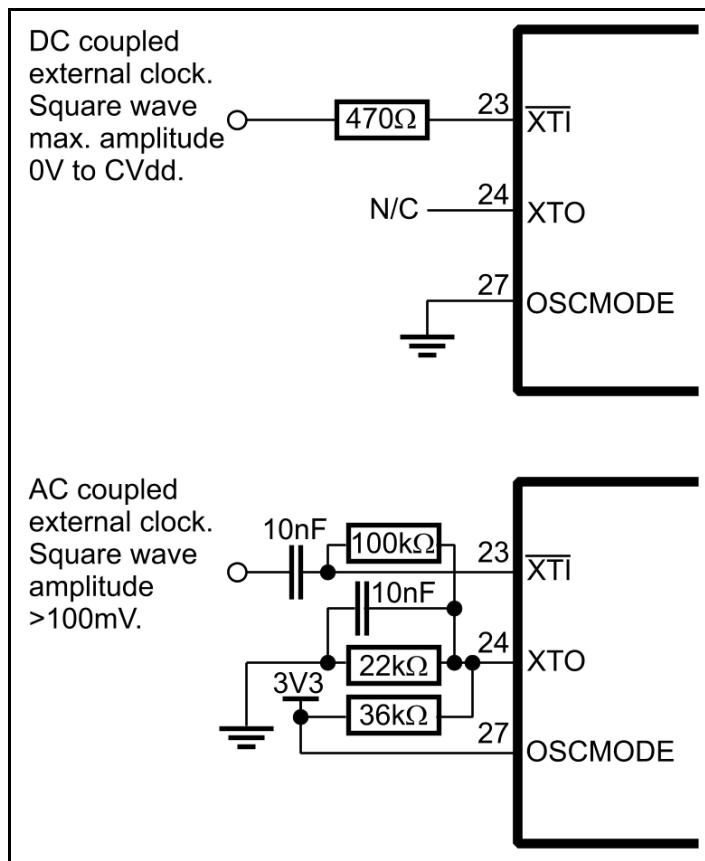 DC coupled
external clock.
Square wave
max. amplitude
0V to CVdd.
470Ω
23
XTI
N/C
24
XTO
27
OSCMODE
AC coupled
external clock.
Square wave
amplitude
>100mV.
10nF
100kΩ
23
XTI
10nF
22kΩ
24
XTO
3V3
36kΩ
27
OSCMODE